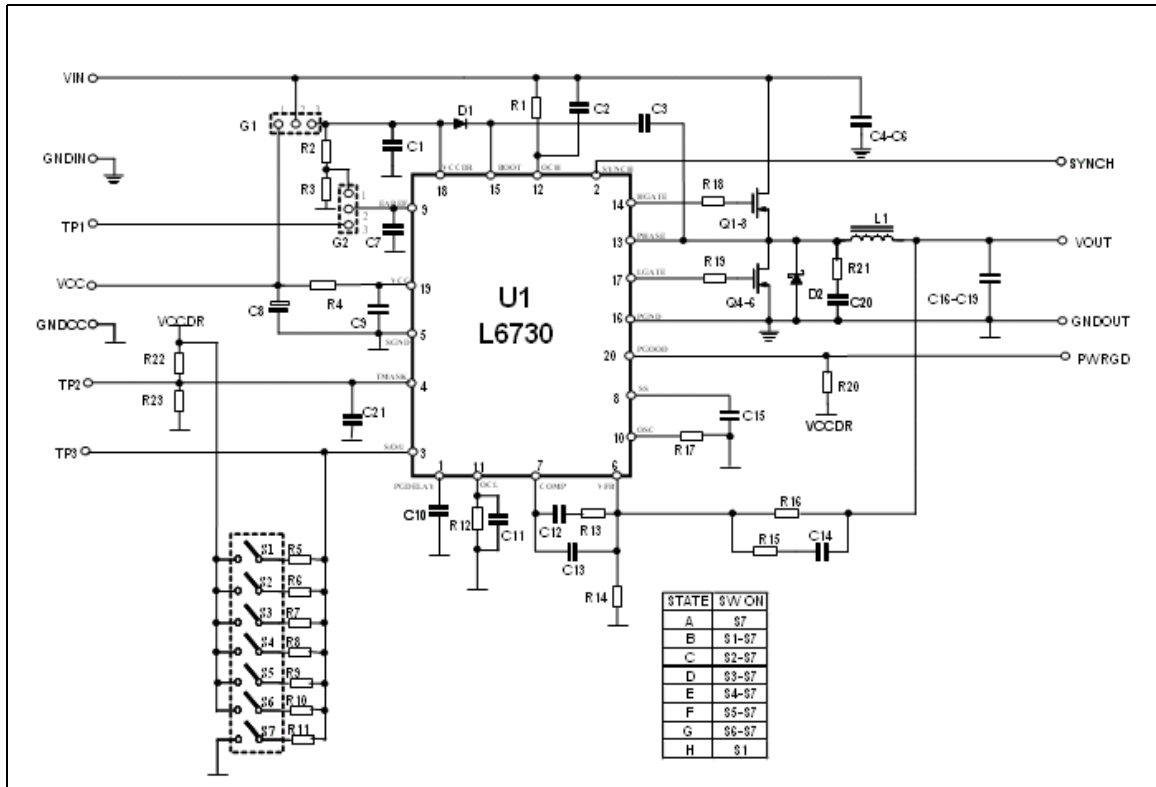 VIN
1 2 3
G1
R2
R3
C1
D1
R1
C2
C3
C4-C6
GNDIN
SYNCH
VCCDR
BOOT
OCH
SYNCH
18
15
12
2
TP1
1
2
3
G2
C7
EAREF
9
14
HGATE
R18
Q1-3
L1
13
PHASE
VOUT
VCC
C8
R4
C9
VCC
19
17
LGATE
R19
Q4-6
D2
R21
C20
C16-C19
U1
L6730
GNDCC
VCCDR
5
SGND
16
PGND
GNDOUT
R22
R23
TP2
TMASK
4
C21
20
PGOOD
PWRGD
R20
VCCDR
8
SS
C15
TP3
3
10
OSC
R17
1
11
7
6
PGDELAY
OCL
COMP
VFB
C10
R12
C11
C12
R13
C13
R14
R16
R15
C14
S1
R5
S2
R6
S3
R7
S4
R8
S5
R9
S6
R10
S7
R11
STATE SW ON
A S7
B S1-S7
C S2-S7
D S3-S7
E S4-S7
F S5-S7
G S6-S7
H S1